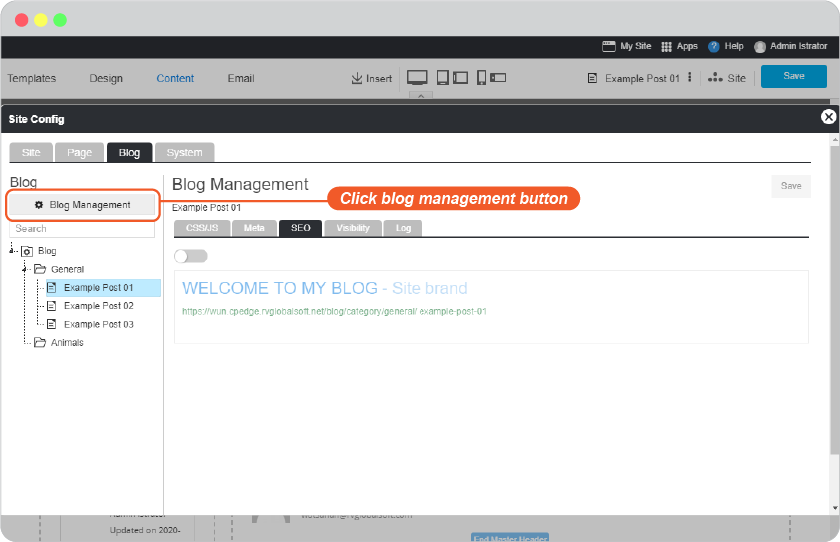 My Site Apps ? Help Admin Istrator
Templates Design Content Email Insert Example Post 01 Site Save
Site Config
Site Page Blog System
Blog
Blog Management
Search
Blog
General
Example Post 01
Example Post 02
Example Post 03
Animals
Blog Management
Save
Click blog management button
Example Post 01
CSS/JS Meta SEO Visibility Log
WELCOME TO MY BLOG - Site brand
https://wun.cpedge.rvglobalsoft.net/blog/category/general/ example-post-01
Updated on 2020-
End Master Header